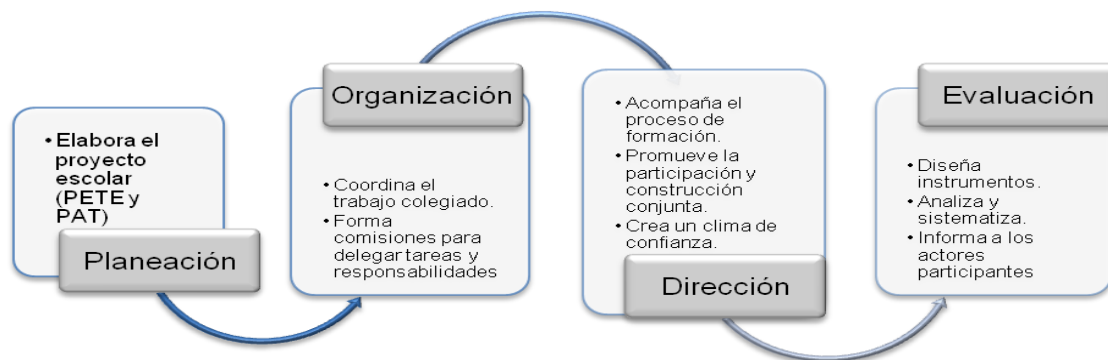 • Elabora el
proyecto
escolar
(PETE y
PAT)
Planeación
Organización
• Coordina el
trabajo colegiado.
• Forma
comisiones para
delegar tareas y
responsabilidades
• Acompaña el
proceso de
formación.
• Promueve la
participación y
construcción
conjunta.
• Crea un clima de
confianza.
Dirección
Evaluación
• Diseña
instrumentos.
• Analiza y
sistematiza.
• Informa a los
actores
participantes